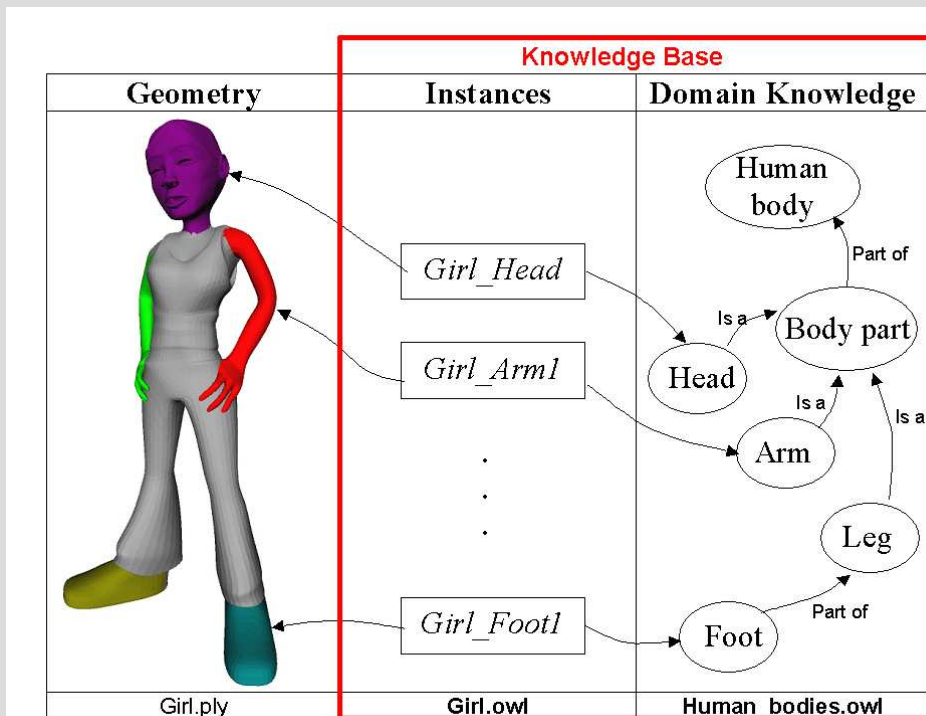 Knowledge Base
Geometry
Instances
Domain Knowledge
Human
body
Part of
Girl_Head
Is a
Body part
Head
Girl_Arm1
Is a
Is a
Arm
Leg
Girl_Foot1
Part of
Foot
Girl.ply
Girl.owl
Human_bodies.owl